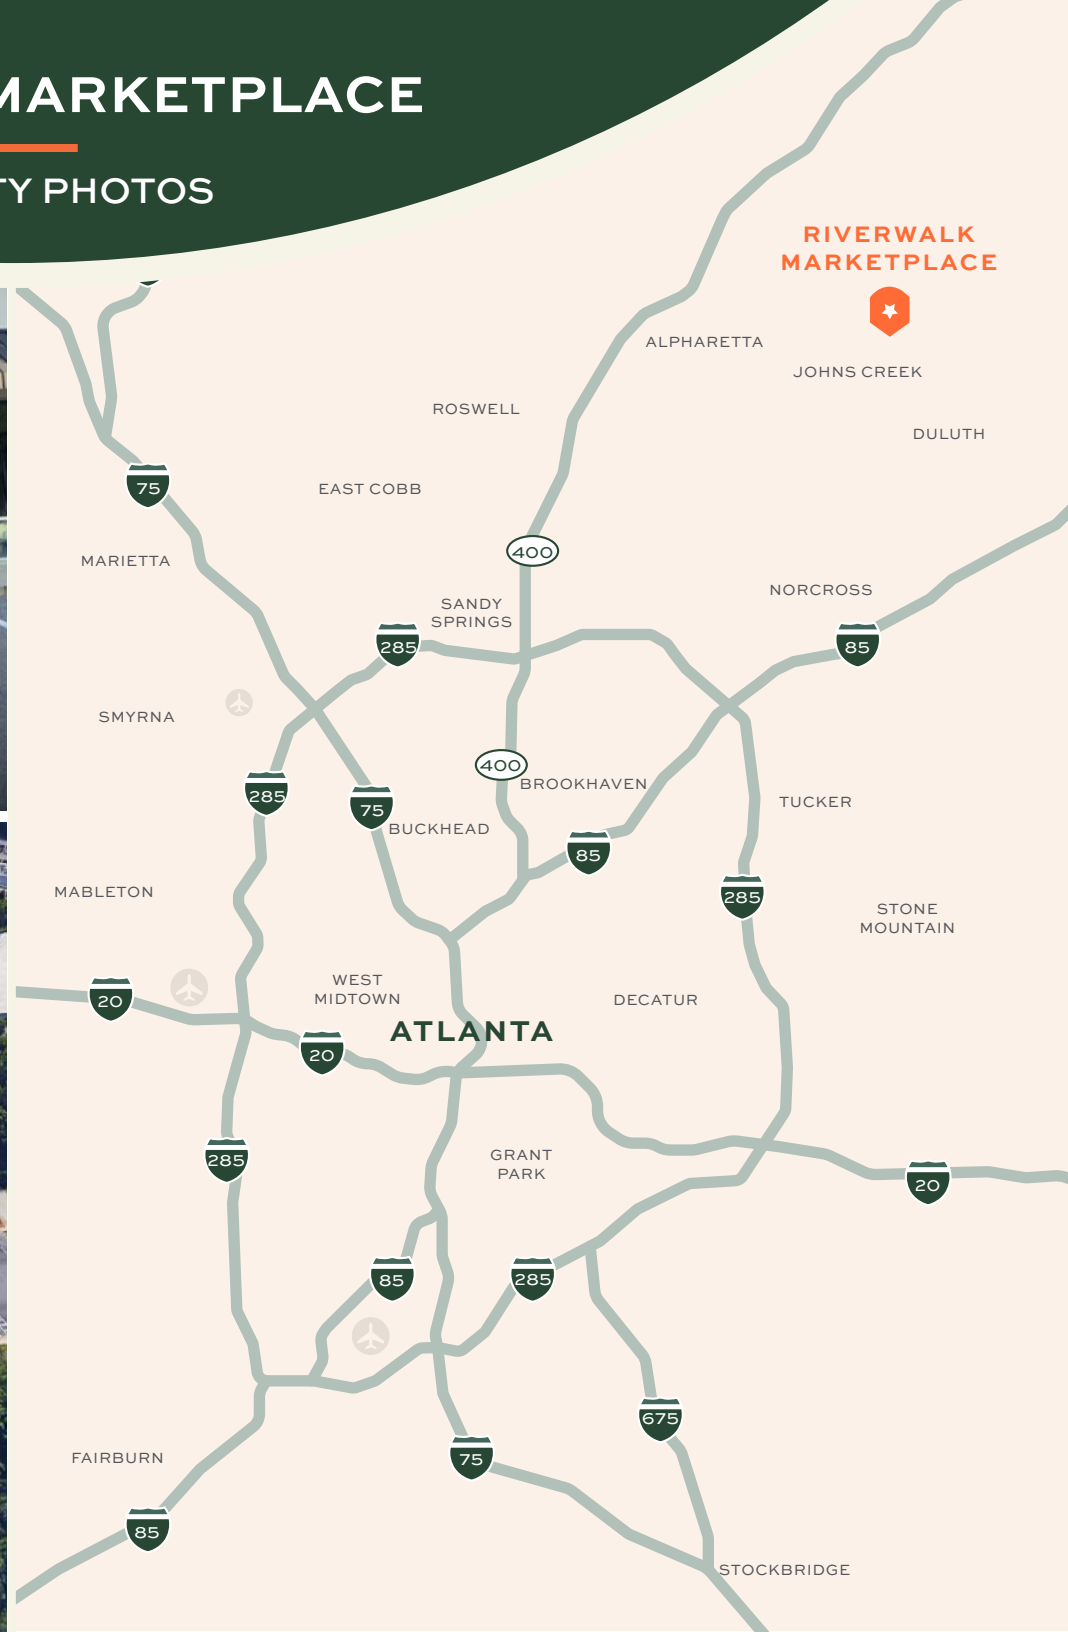 MARKETPLACE
TY PHOTOS
RIVERWALK
MARKETPLACE
ALPHARETTA
JOHNS CREEK
ROSWELL
DULUTH
75
EAST COBB
400
MARIETTA
NORCROSS
SANDY
SPRINGS
285
85
SMYRNA
400
BROOKHAVEN
285
75
TUCKER
BUCKHEAD
85
MABLETON
285
STONE
MOUNTAIN
WEST
MIDTOWN
20
DECATUR
ATLANTA
20
285
GRANT
PARK
20
85
285
675
FAIRBURN
75
85
STOCKBRIDGE